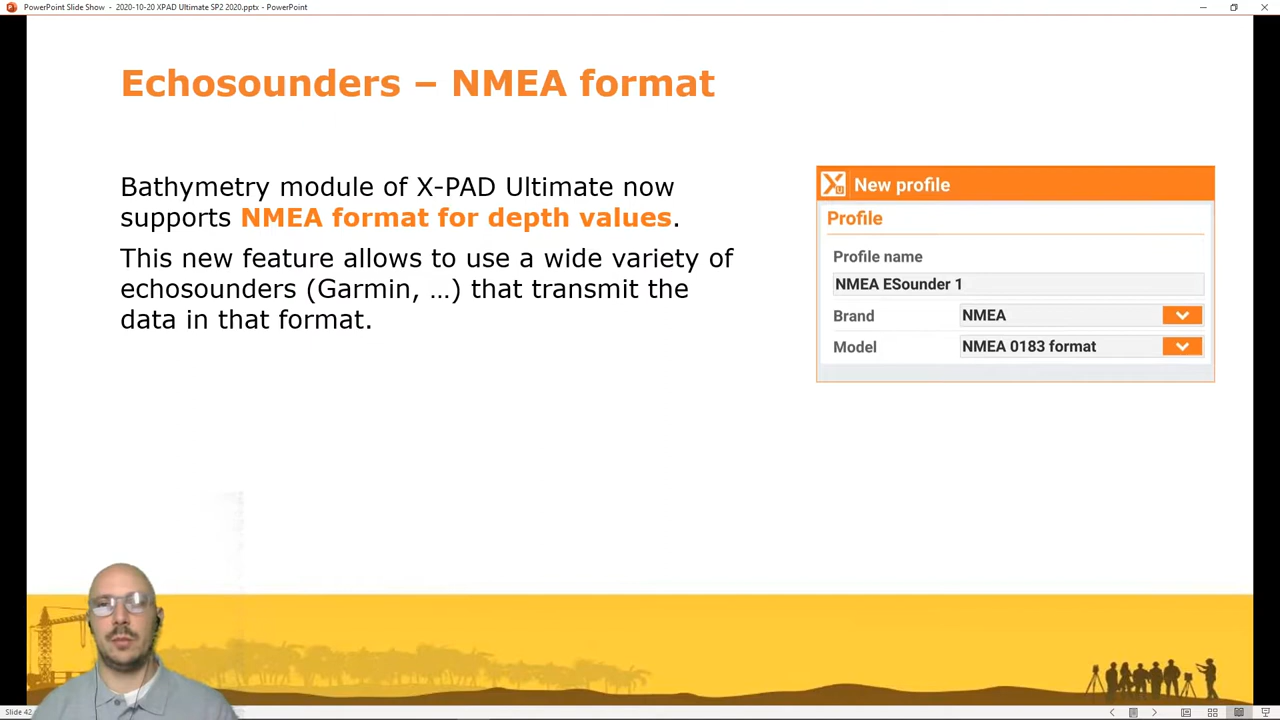 PowerPoint Slide Show - 2020-10-20 XPAD Ultimate SP2 2020.pptx - PowerPoint
Echosounders – NMEA format
Bathymetry module of X-PAD Ultimate now
supports NMEA format for depth values.
This new feature allows to use a wide variety of
echosounders (Garmin, …) that transmit the
data in that format.
New profile
Profile
Profile name
NMEA ESounder 1
Brand NMEA
Model NMEA 0183 format
Slide 42